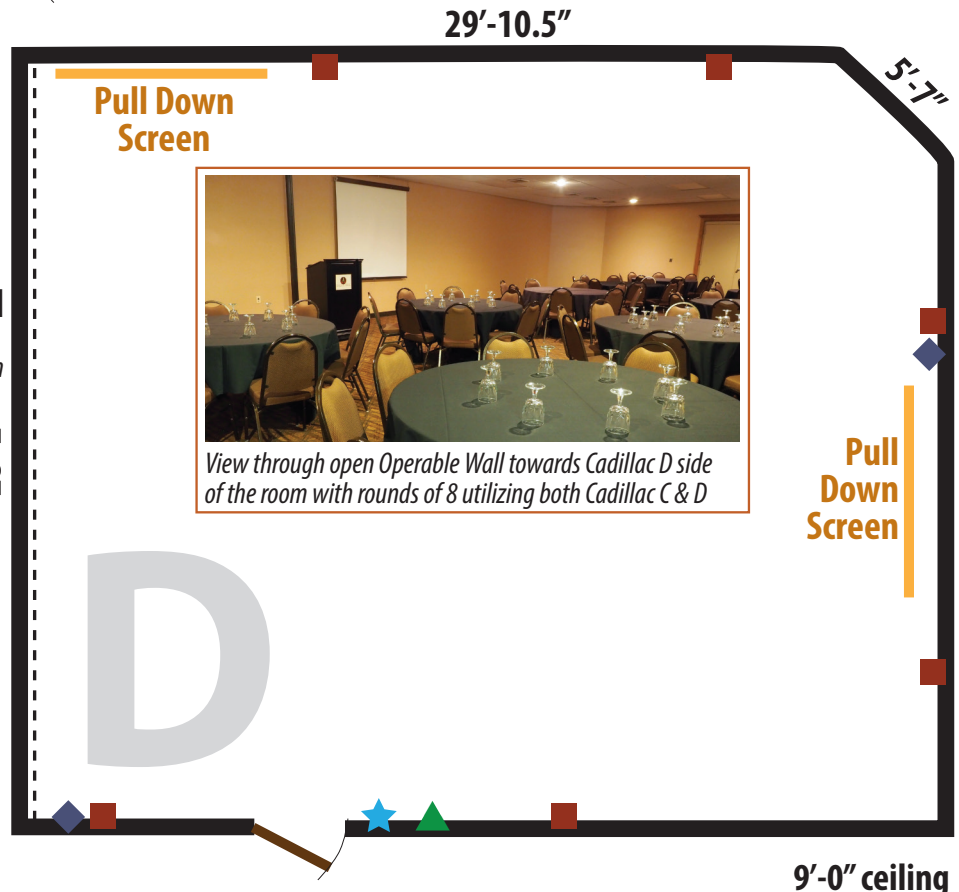 29’-10.5”
5’-7”
Pull Down
Screen
View through open Operable Wall towards Cadillac D side
of the room with rounds of 8 utilizing both Cadillac C & D
Pull
Down
Screen
D
9’-0” ceiling